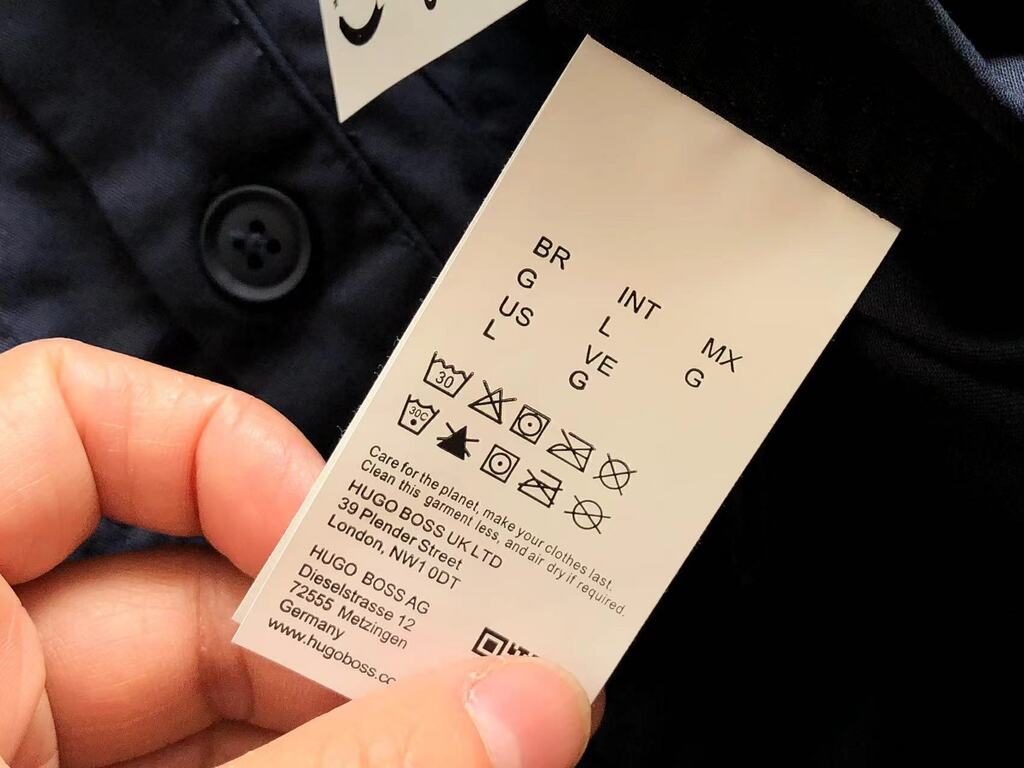 BR
G
US
L
INT
L
VE
G
MX
G
30
30C
Care for the planet, make your clothes last.
Clean this garment less, and air dry if required.
HUGO BOSS UK LTD
39 Plender Street
London, NW1 0DT
HUGO BOSS AG
Dieselstrasse 12
72555 Metzingen
Germany